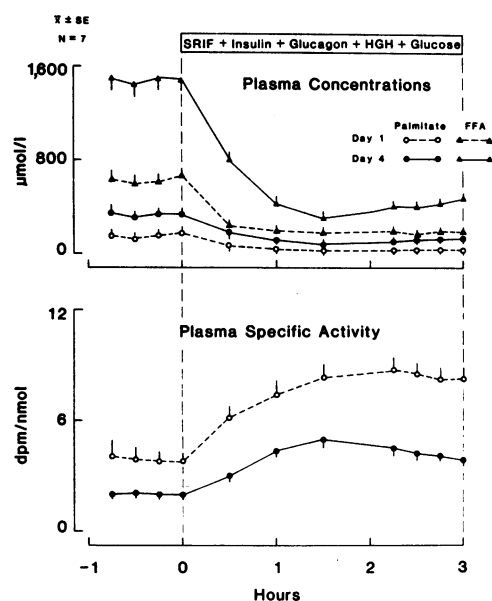 x̄ ± SE
N = 7
SRIF + Insulin + Glucagon + HGH + Glucose
Plasma Concentrations
Palmitate FFA
Day 1
Day 4
1,600
800
0
µmol/l
Plasma Specific Activity
12
6
0
dpm/nmol
-1 0 1 2 3
Hours